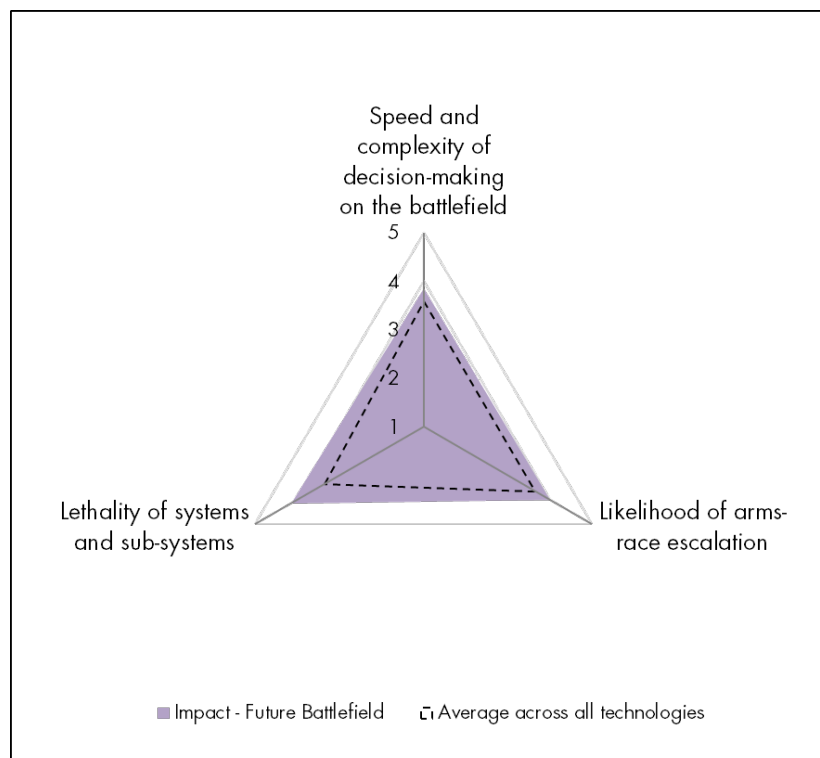 Speed and
complexity of
decision-making
on the battlefield
5
4
3
2
1
Lethality of systems
and sub-systems
Likelihood of arms-
race escalation
Impact - Future Battlefield
Average across all technologies